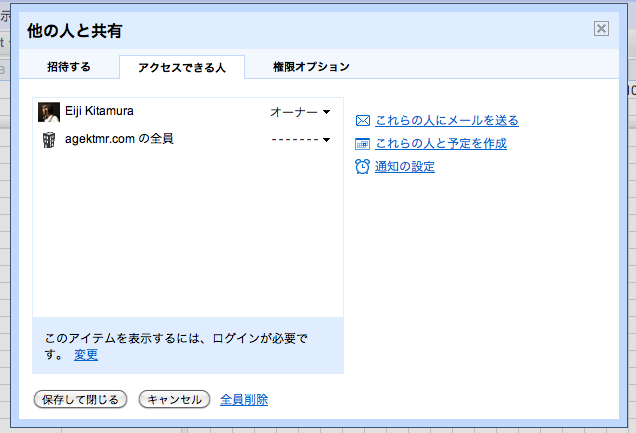 他の人と共有
招待する
アクセスできる人
権限オプション
Eiji Kitamura
オーナー
agektmr.com の全員
-------
これらの人にメールを送る
これらの人と予定を作成
通知の設定
このアイテムを表示するには、ログインが必要で
す。 変更
保存して閉じる
キャンセル
全員削除